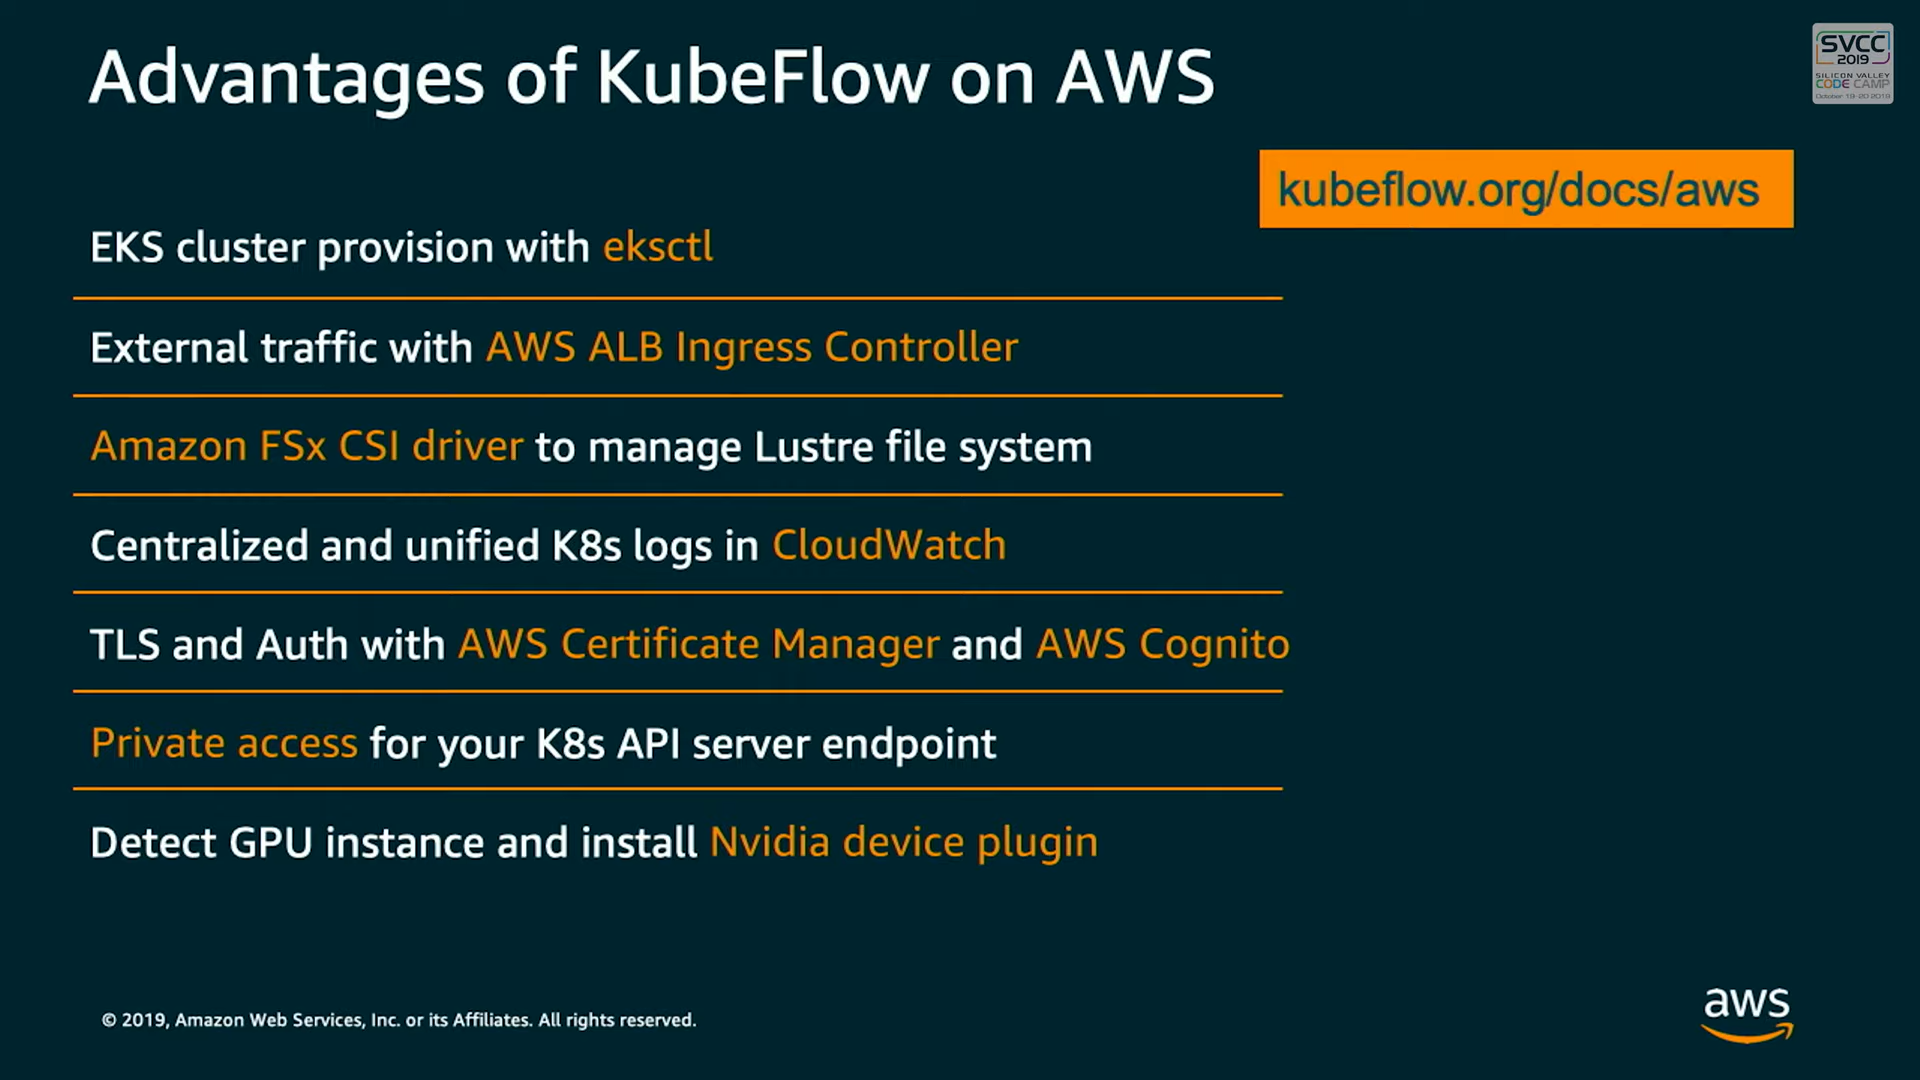 Advantages of KubeFlow on AWS
SVCC
2019
SILICON VALLEY
CODE CAMP
October 19-20 2019
kubeflow.org/docs/aws
EKS cluster provision with eksctl
External traffic with AWS ALB Ingress Controller
Amazon FSx CSI driver to manage Lustre file system
Centralized and unified K8s logs in CloudWatch
TLS and Auth with AWS Certificate Manager and AWS Cognito
Private access for your K8s API server endpoint
Detect GPU instance and install Nvidia device plugin
© 2019, Amazon Web Services, Inc. or its Affiliates. All rights reserved.
aws